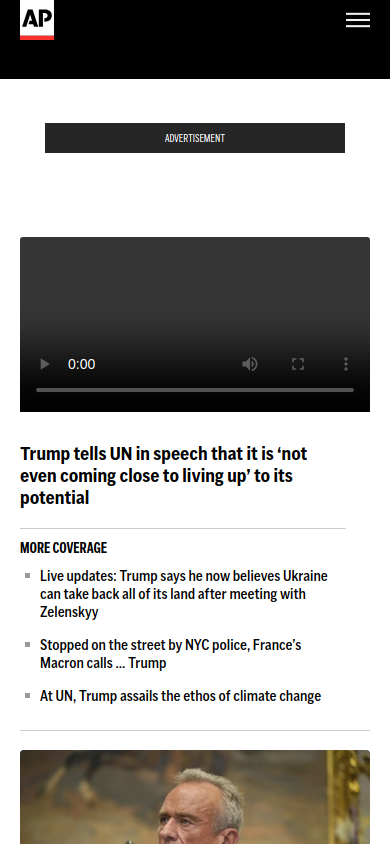 AP
ADVERTISEMENT
0:00
Trump tells UN in speech that it is ‘not
even coming close to living up’ to its
potential
MORE COVERAGE
Live updates: Trump says he now believes Ukraine
can take back all of its land after meeting with
Zelenskyy
Stopped on the street by NYC police, France’s
Macron calls ... Trump
At UN, Trump assails the ethos of climate change